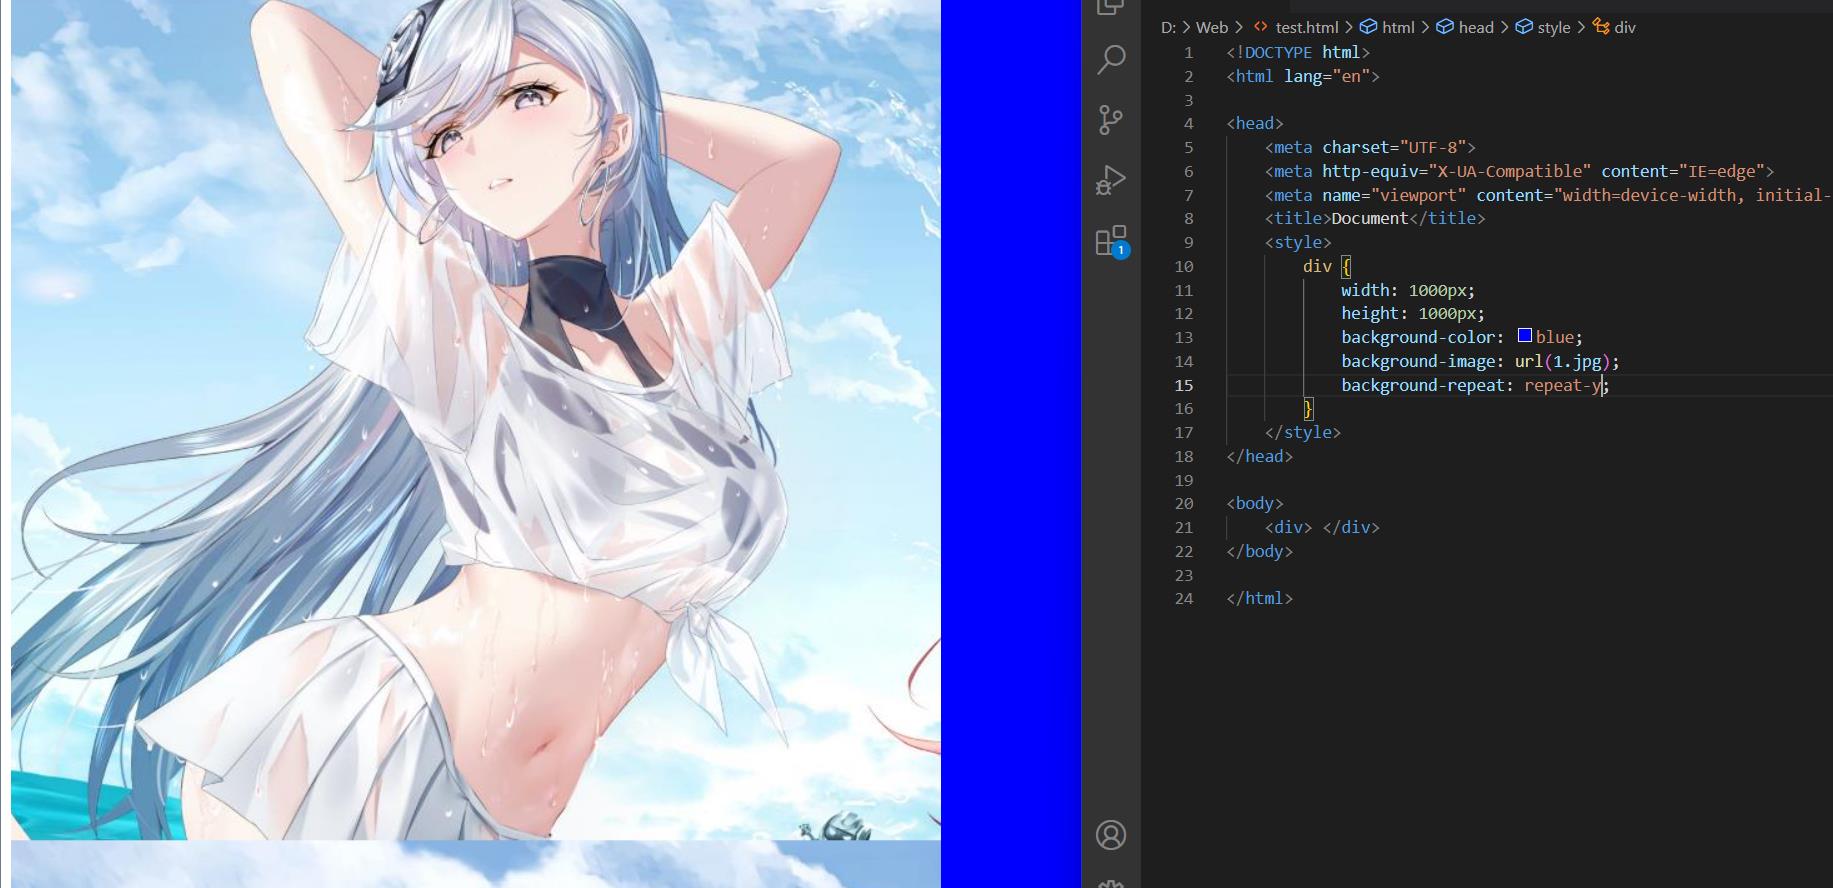 D: > Web > <> test.html > html > head > style > div
1 <!DOCTYPE html>
2 <html lang="en">
3
4 <head>
5 <meta charset="UTF-8">
6 <meta http-equiv="X-UA-Compatible" content="IE=edge">
7 <meta name="viewport" content="width=device-width, initial-
8 <title>Document</title>
9 <style>
10 div {
11 width: 1000px;
12 height: 1000px;
13 background-color: blue;
14 background-image: url(1.jpg);
15 background-repeat: repeat-y;
16 }
17 </style>
18 </head>
19
20 <body>
21 <div> </div>
22 </body>
23
24 </html>
1